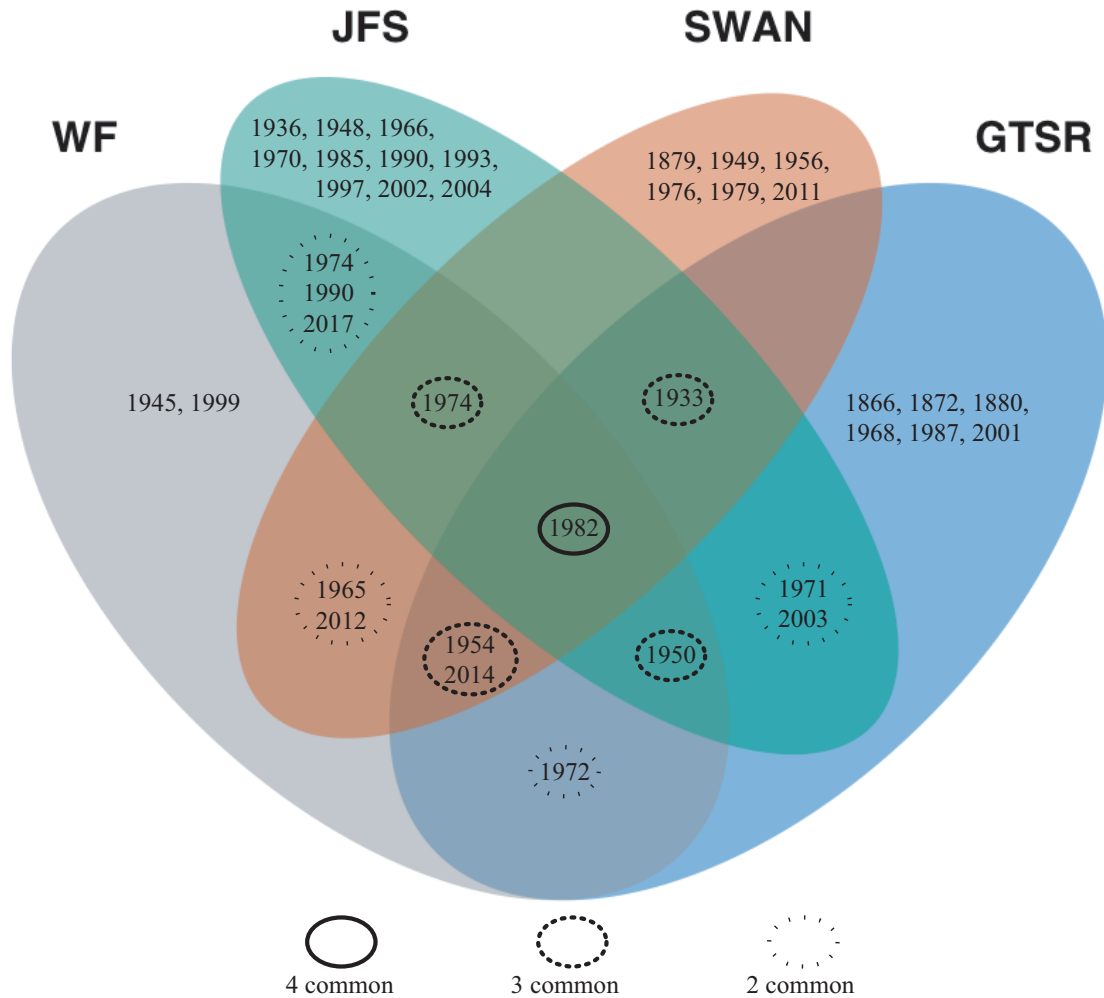 JFS
SWAN
WF
GTSR
1936, 1948, 1966,
1970, 1985, 1990, 1993,
1997, 2002, 2004
1879, 1949, 1956,
1976, 1979, 2011
1974
1990
2017
1945, 1999
1974
1933
1866, 1872, 1880,
1968, 1987, 2001
1982
1965
2012
1971
2003
1954
2014
1950
1972
4 common
3 common
2 common